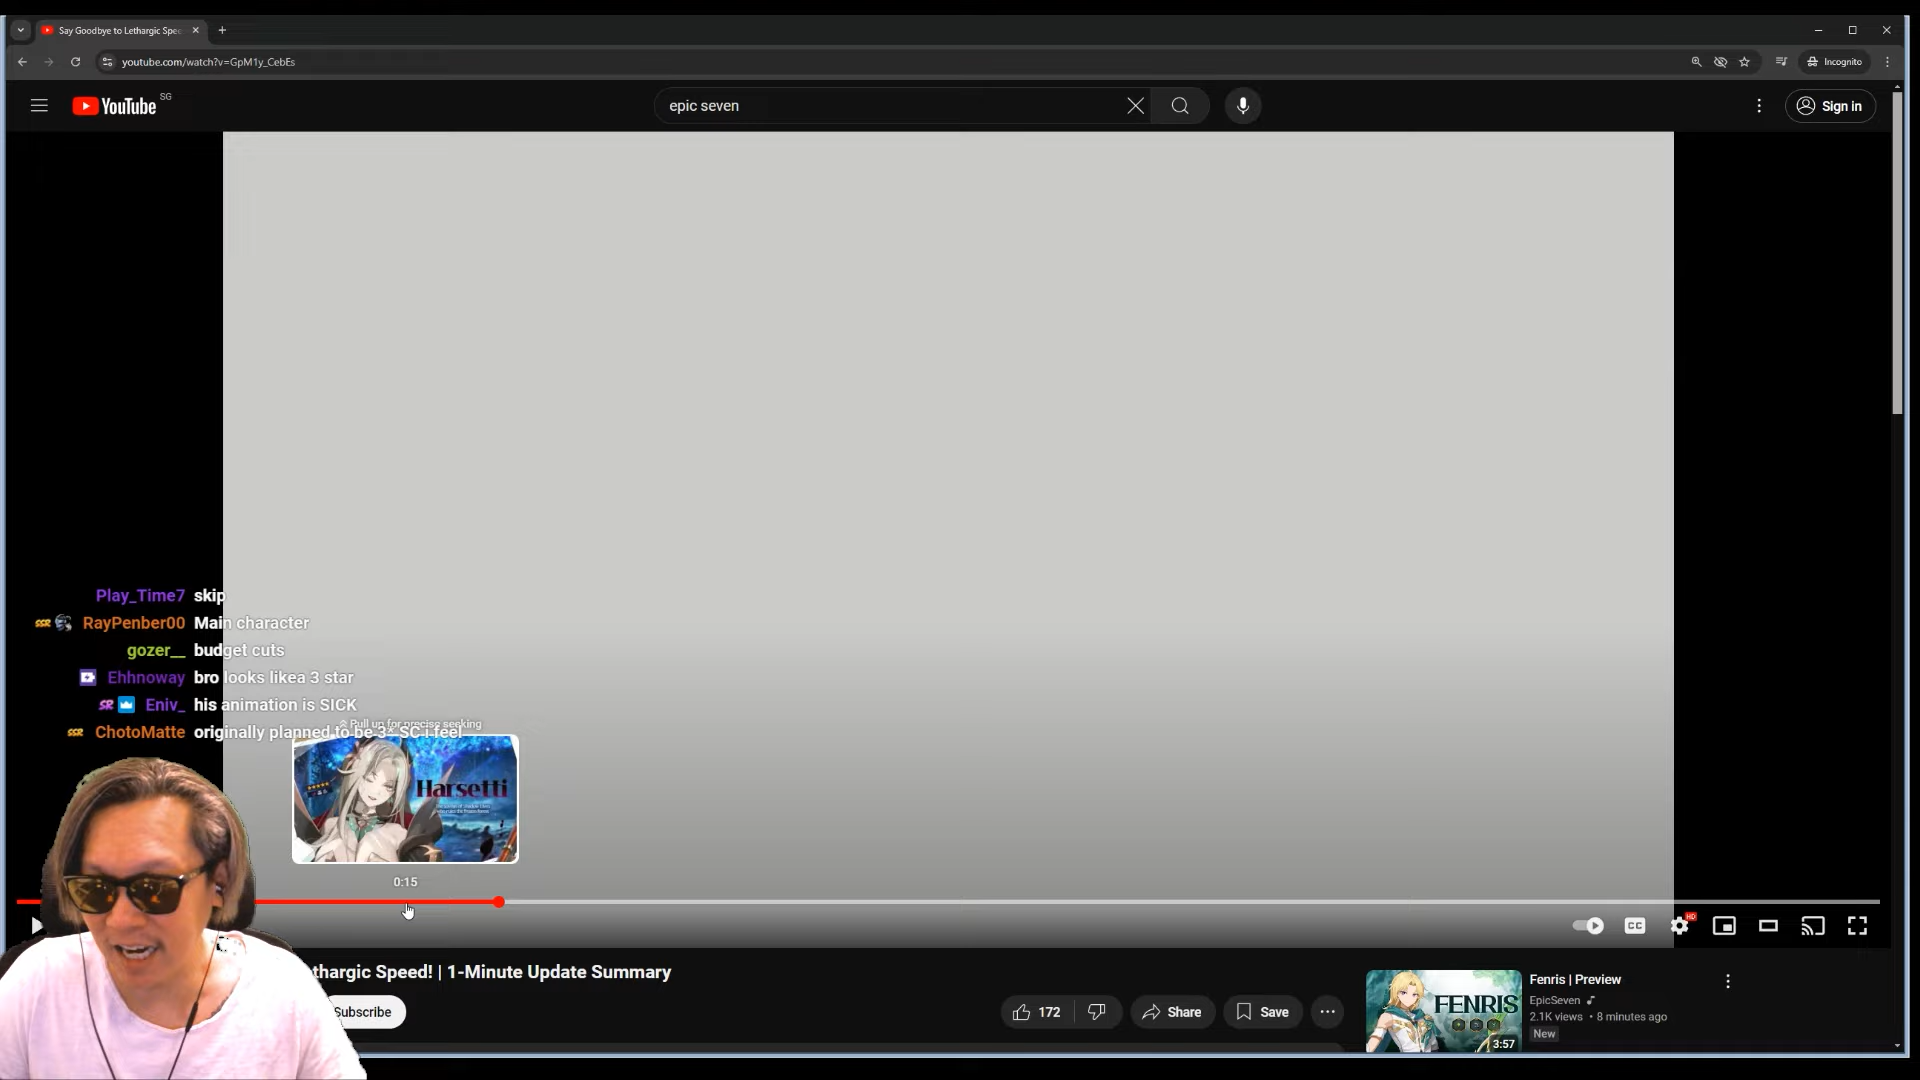 Say Goodbye to Lethargic Spe
youtube.com/watch?v=GpM1y_CebEs
Incognito
YouTube SG
epic seven
Sign in
Play_Time7 skip
RayPenber00 Main character
gozer__ budget cuts
Ehhnoway bro looks likea 3 star
Eniv_ his animation is SICK
ChotoMatte originally planned to be 3* SC i feel
Pull up for precise seeking
Harsetti
0:15
CC
HD
thargic Speed! | 1-Minute Update Summary
Subscribe
172
Share
Save
FENRIS
3:57
Fenris | Preview
EpicSeven
2.1K views • 8 minutes ago
New